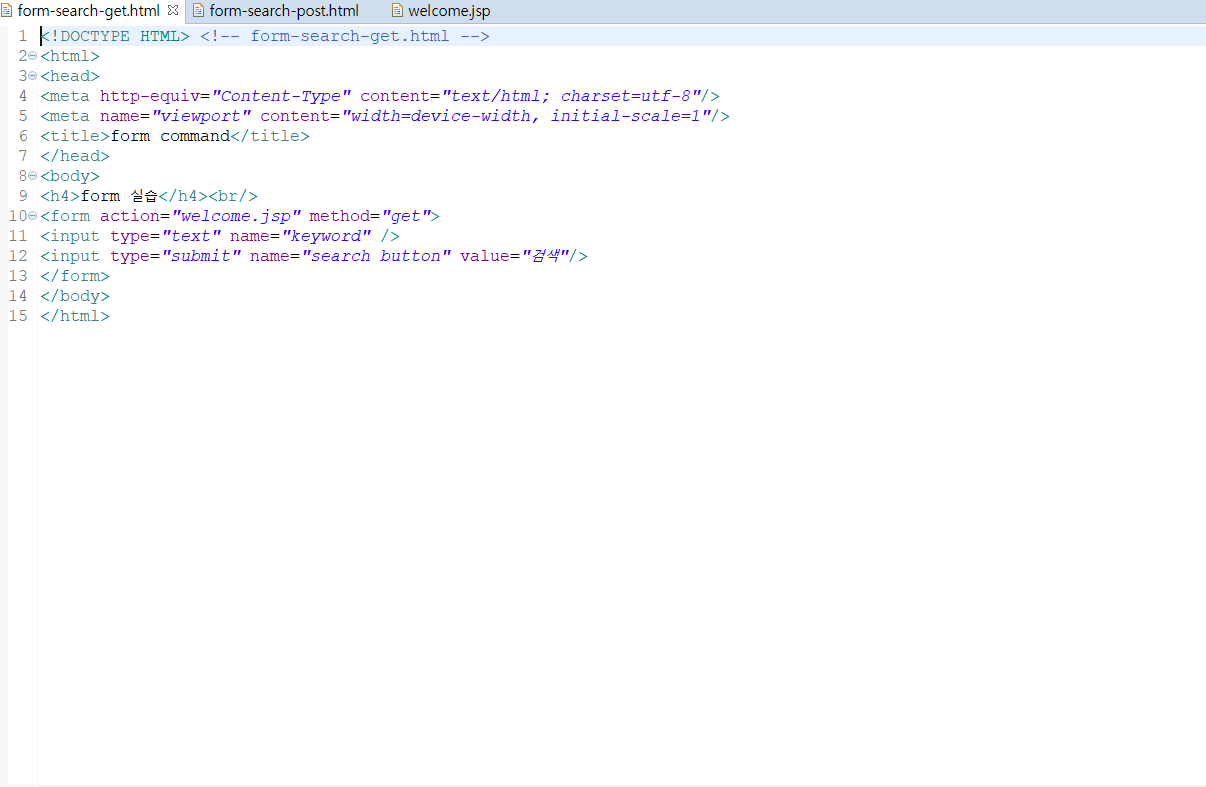 form-search-get.html form-search-post.html welcome.jsp
1 <!DOCTYPE HTML> <!-- form-search-get.html -->
2 <html>
3 <head>
4 <meta http-equiv="Content-Type" content="text/html; charset=utf-8"/>
5 <meta name="viewport" content="width=device-width, initial-scale=1"/>
6 <title>form command</title>
7 </head>
8 <body>
9 <h4>form 실습</h4><br/>
10 <form action="welcome.jsp" method="get">
11 <input type="text" name="keyword" />
12 <input type="submit" name="search button" value="검색"/>
13 </form>
14 </body>
15 </html>